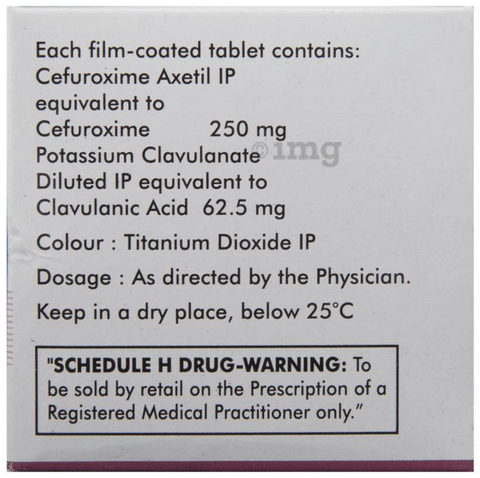 Each film-coated tablet contains:
Cefuroxime Axetil IP
equivalent to
Cefuroxime 250 mg
Potassium Clavulanate
©img
Diluted IP equivalent to
Clavulanic Acid 62.5 mg
Colour : Titanium Dioxide IP
Dosage : As directed by the Physician.
Keep in a dry place, below 25°C
"SCHEDULE H DRUG-WARNING: To
be sold by retail on the Prescription of a
Registered Medical Practitioner only."